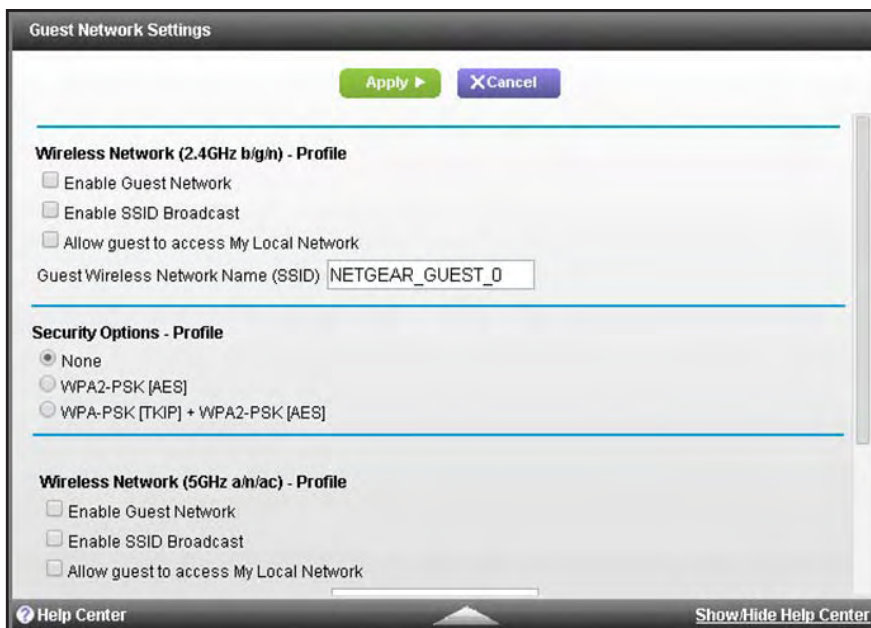 Guest Network Settings
Apply ▶
XCancel
Wireless Network (2.4GHz b/g/n) - Profile
Enable Guest Network
Enable SSID Broadcast
Allow guest to access My Local Network
Guest Wireless Network Name (SSID) NETGEAR_GUEST_0
Security Options - Profile
None
WPA2-PSK [AES]
WPA-PSK [TKIP] + WPA2-PSK [AES]
Wireless Network (5GHz a/n/ac) - Profile
Enable Guest Network
Enable SSID Broadcast
Allow guest to access My Local Network
? Help Center
Show/Hide Help Center